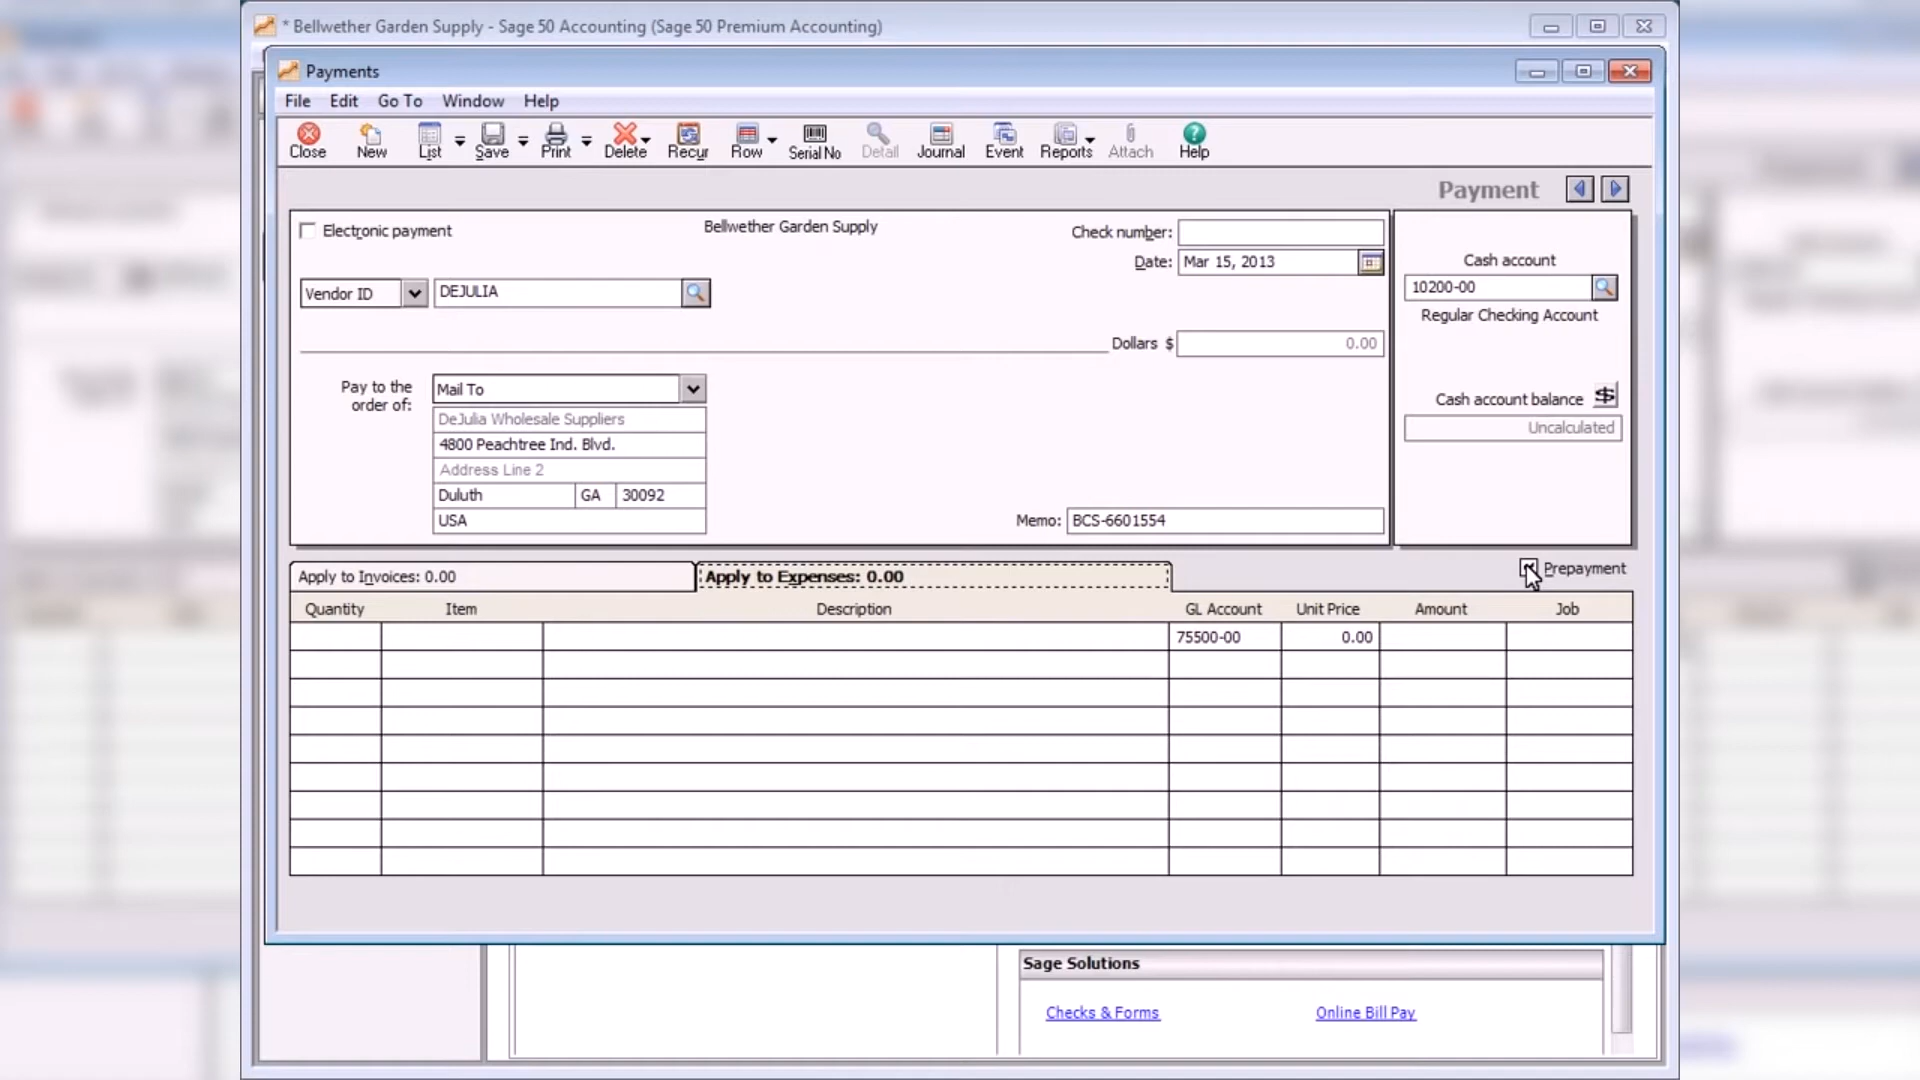 * Bellwether Garden Supply - Sage 50 Accounting (Sage 50 Premium Accounting)
Payments
File Edit Go To Window Help
Close New List Save Print Delete Recur Row Serial No Detail Journal Event Reports Attach Help
Payment
Electronic payment
Bellwether Garden Supply
Check number:
Date: Mar 15, 2013
Vendor ID DEJULIA
Dollars $ 0.00
Pay to the
order of:
Mail To
DeJulia Wholesale Suppliers
4800 Peachtree Ind. Blvd.
Address Line 2
Duluth GA 30092
USA
Memo: BCS-6601554
Cash account
10200-00
Regular Checking Account
Cash account balance
Uncalculated
Apply to Invoices: 0.00
Apply to Expenses: 0.00
Prepayment
Quantity Item Description GL Account Unit Price Amount Job
75500-00 0.00
Sage Solutions
Checks & Forms Online Bill Pay